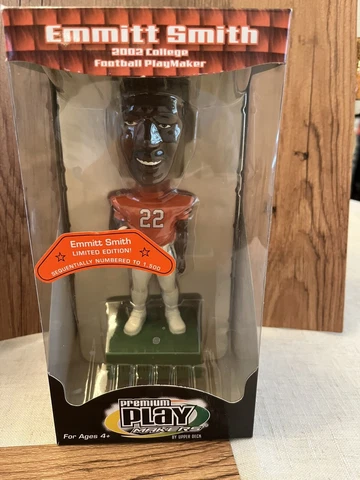 Emmitt Smith
2002 College
Football PlayMaker
22
Emmitt Smith
LIMITED EDITION!
SEQUENTIALLY NUMBERED TO 1,500
premium
PLAY
MAKERS
BY UPPER DECK
For Ages 4+